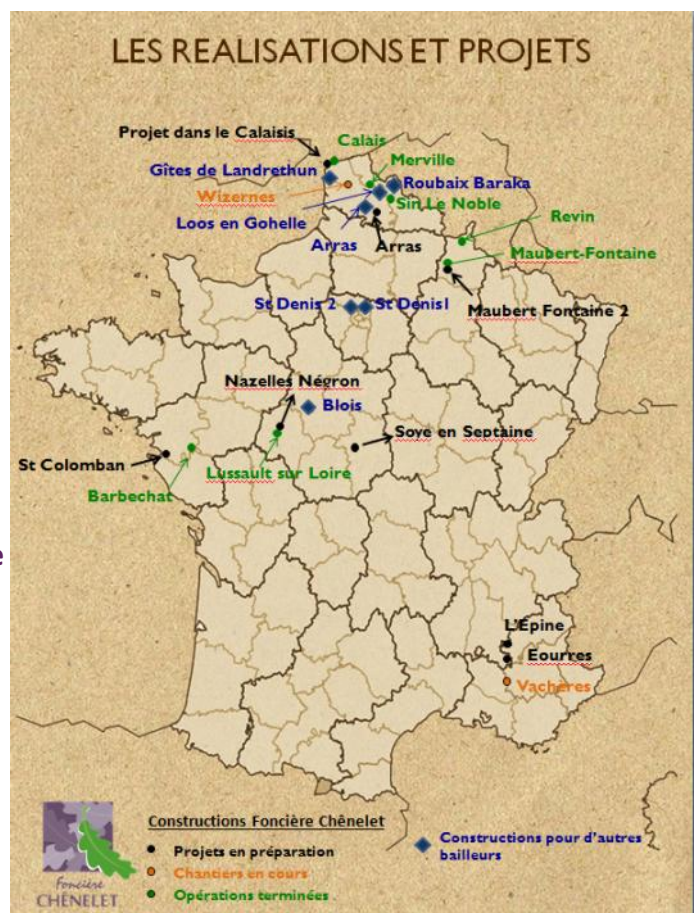 LES REALISATIONS ET PROJETS
Projet dans le Calaisis
Calais
Merville
Gîtes de Landrethun
Roubaix Baraka
Wizernes
Sin Le Noble
Loos en Gohelle
Revin
Arras
Arras
Maubert-Fontaine
St Denis 2
St Denis1
Maubert Fontaine 2
Nazelles Négron
Blois
Soye en Septaine
St Colomban
Lussault sur Loire
Barbechat
e
L'Épine
Eourres
Vachères
Constructions Foncière Chênelet
Projets en préparation
Chantiers en cours
Opérations terminées
Constructions pour d'autres
bailleurs
Foncière
CHÊNELET